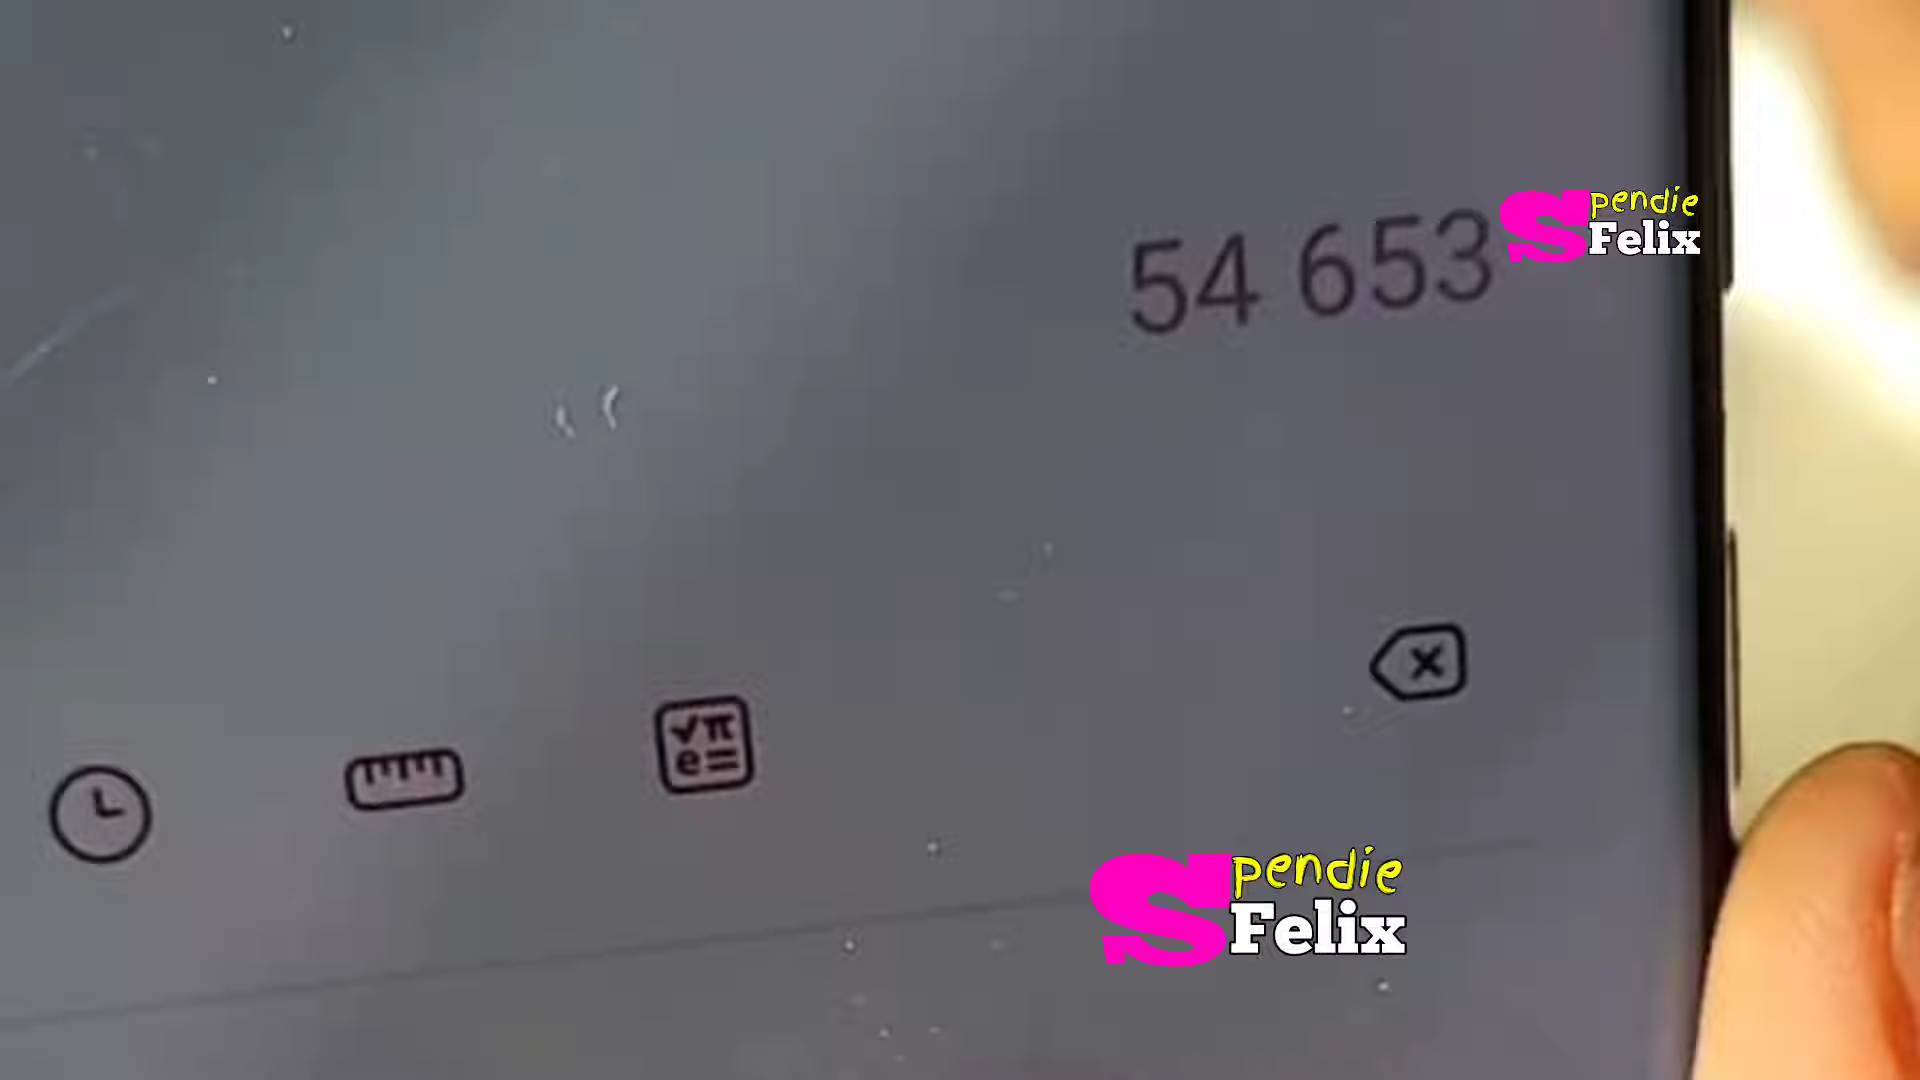 54 653
Spendie
Felix
√π
e=
Spendie
Felix